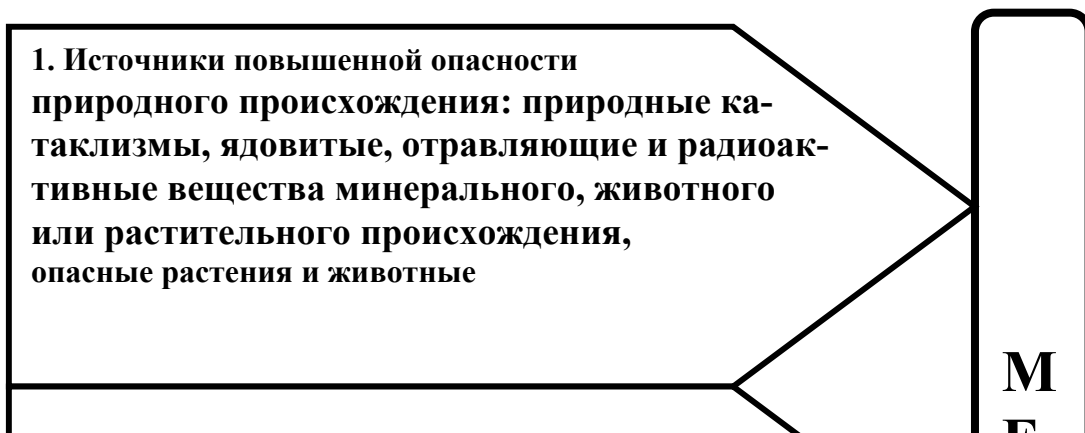 1. Источники повышенной опасности
природного происхождения: природные ка-
таклизмы, ядовитые, отравляющие и радиоак-
тивные вещества минерального, животного
или растительного происхождения,
опасные растения и животные
М
Е